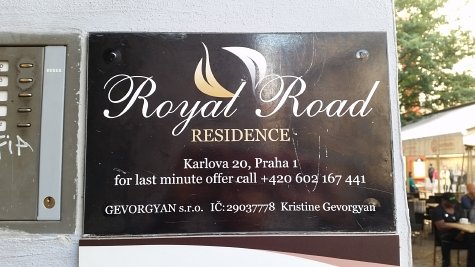 Royal Road
RESIDENCE
Karlova 20, Praha 1
for last minute offer call +420 602 167 441
GEVORGYAN s.r.o. IČ: 29037778 Kristine Gevorgyan